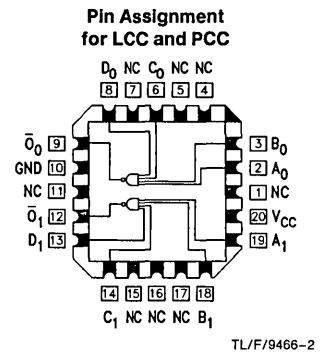 Pin Assignment
for LCC and PCC
D0 NC C0 NC NC
8 7 6 5 4
O̅0 9
GND 10
NC 11
O̅1 12
D1 13
3 B0
2 A0
1 NC
20 VCC
19 A1
14 15 16 17 18
C1 NC NC NC B1
TL/F/9466–2